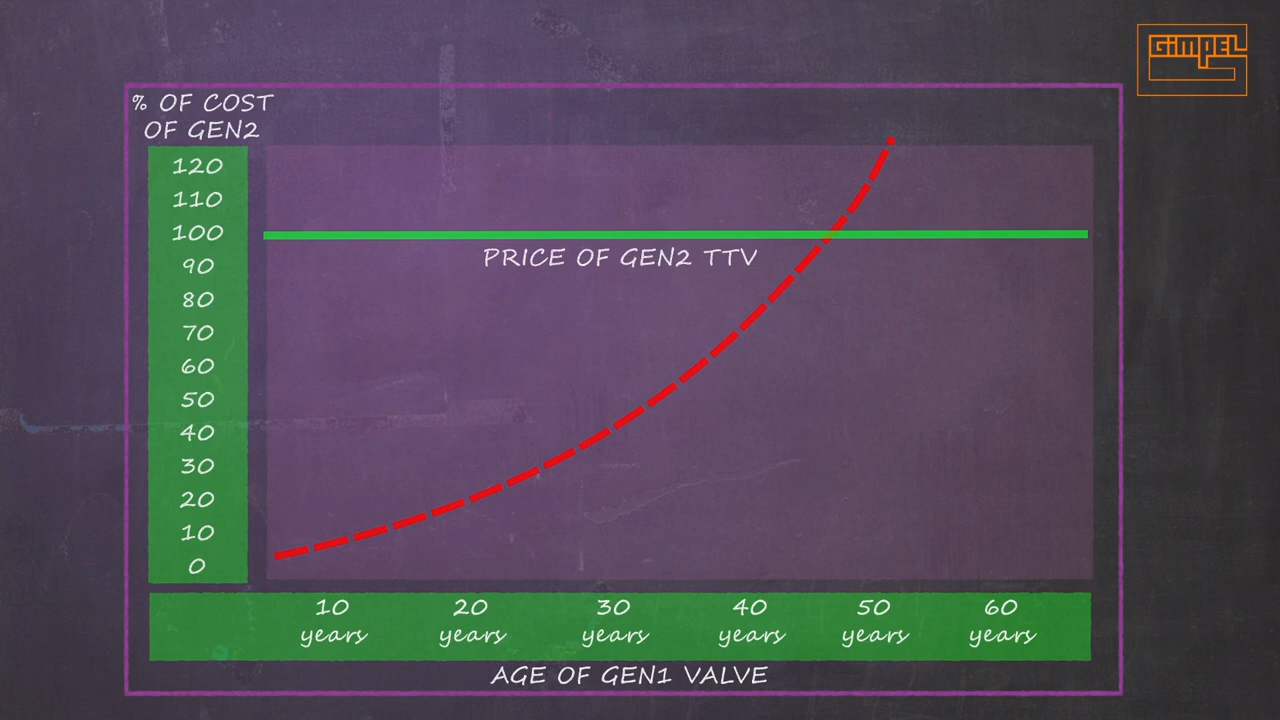 GIMPEL
% OF COST
OF GEN2
120
110
100
90
80
70
60
50
40
30
20
10
0
PRICE OF GEN2 TTV
10 20 30 40 50 60
years years years years years years
AGE OF GEN1 VALVE